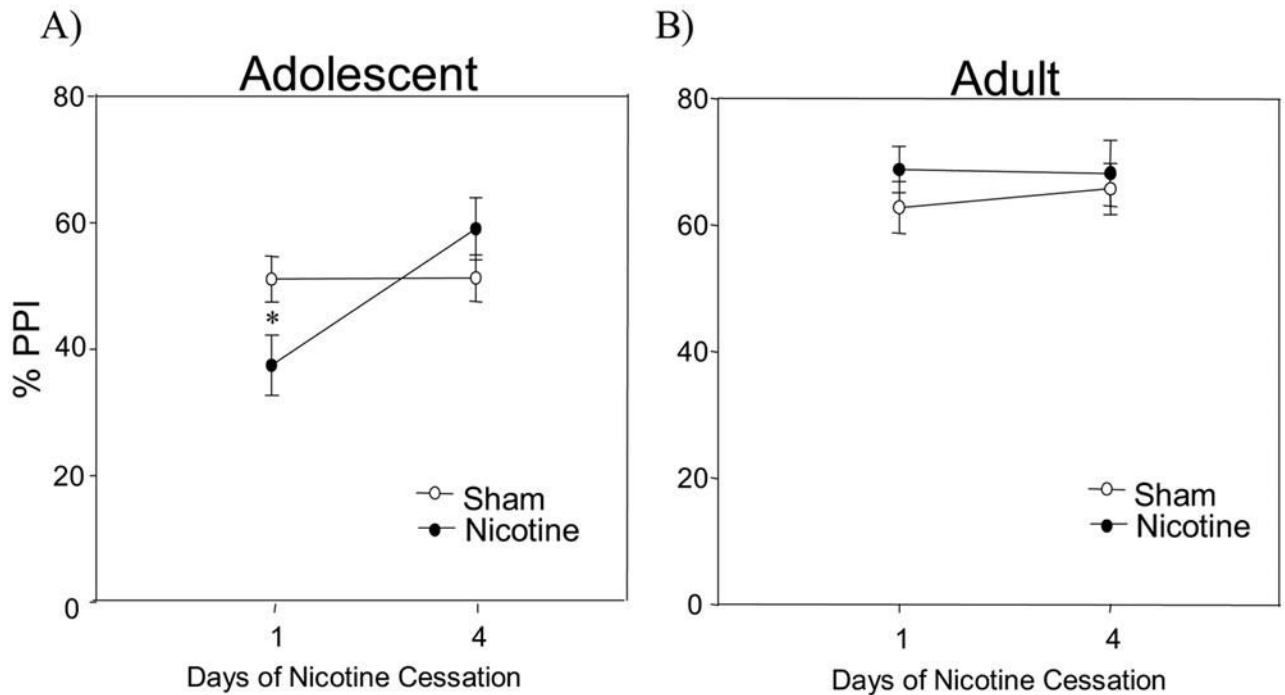 A)
Adolescent
80
60
40
20
0
% PPI
*
Sham
Nicotine
1 4
Days of Nicotine Cessation
B)
Adult
80
60
40
20
0
Sham
Nicotine
1 4
Days of Nicotine Cessation